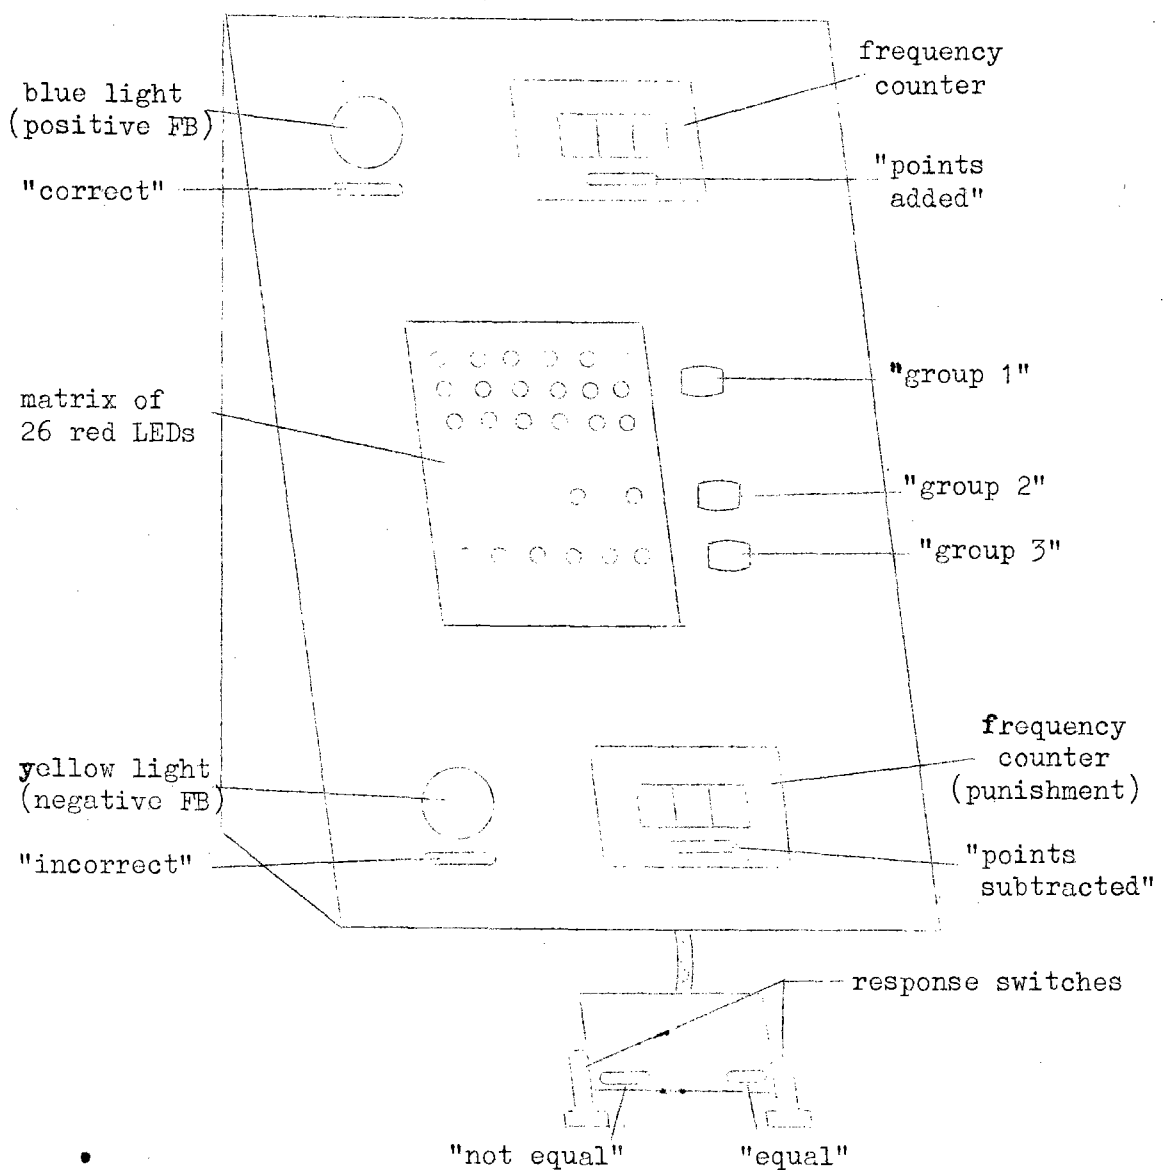 frequency
counter
blue light
(positive FB)
"correct"
"points
added"
matrix of
26 red LEDs
"group 1"
"group 2"
"group 3"
frequency
counter
(punishment)
yellow light
(negative FB)
"incorrect"
"points
subtracted"
response switches
"not equal"
"equal"